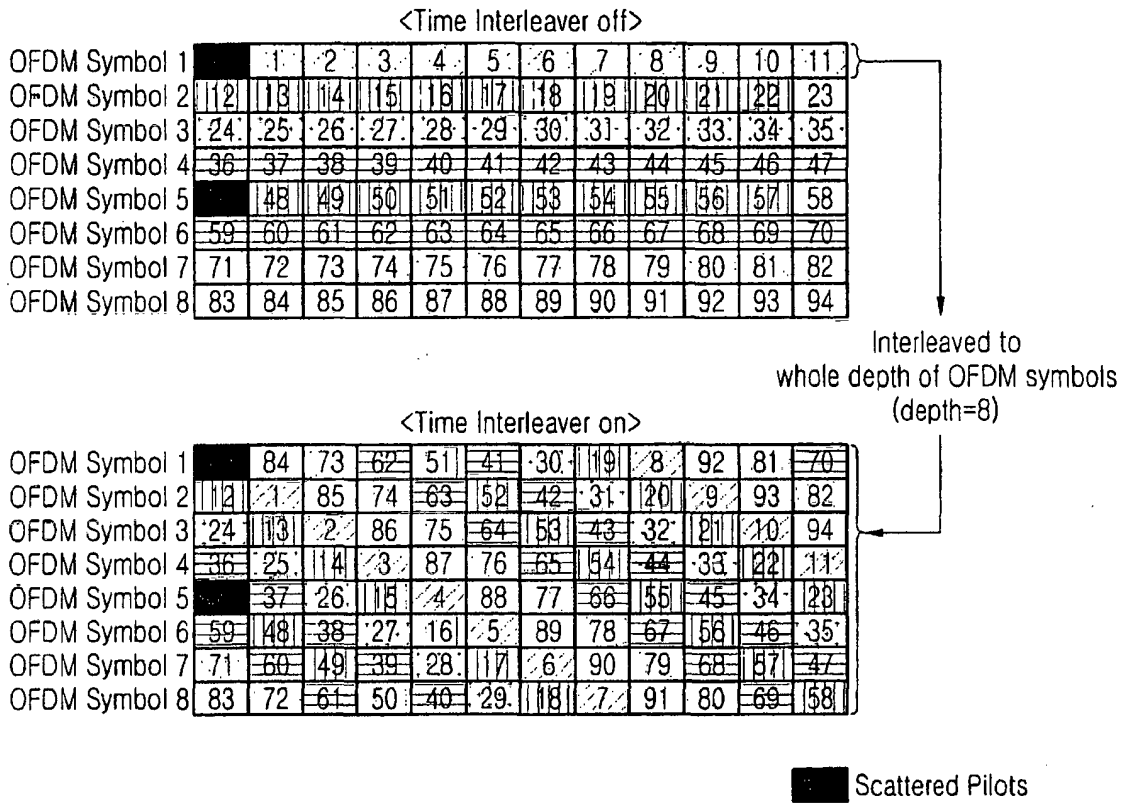 <Time Interleaver off>
OFDM Symbol 1 1 2 3 4 5 6 7 8 9 10 11
OFDM Symbol 2 12 13 14 15 16 17 18 19 20 21 22 23
OFDM Symbol 3 24 25 26 27 28 29 30 31 32 33 34 35
OFDM Symbol 4 36 37 38 39 40 41 42 43 44 45 46 47
OFDM Symbol 5 48 49 50 51 52 53 54 55 56 57 58
OFDM Symbol 6 59 60 61 62 63 64 65 66 67 68 69 70
OFDM Symbol 7 71 72 73 74 75 76 77 78 79 80 81 82
OFDM Symbol 8 83 84 85 86 87 88 89 90 91 92 93 94
Interleaved to
whole depth of OFDM symbols
(depth=8)
<Time Interleaver on>
OFDM Symbol 1 84 73 62 51 41 30 19 8 92 81 70
OFDM Symbol 2 12 1 85 74 63 52 42 31 20 9 93 82
OFDM Symbol 3 24 13 2 86 75 64 53 43 32 21 10 94
OFDM Symbol 4 36 25 14 3 87 76 65 54 44 33 22 11
OFDM Symbol 5 37 26 15 4 88 77 66 55 45 34 23
OFDM Symbol 6 59 48 38 27 16 5 89 78 67 56 46 35
OFDM Symbol 7 71 60 49 39 28 17 6 90 79 68 57 47
OFDM Symbol 8 83 72 61 50 40 29 18 7 91 80 69 58
Scattered Pilots